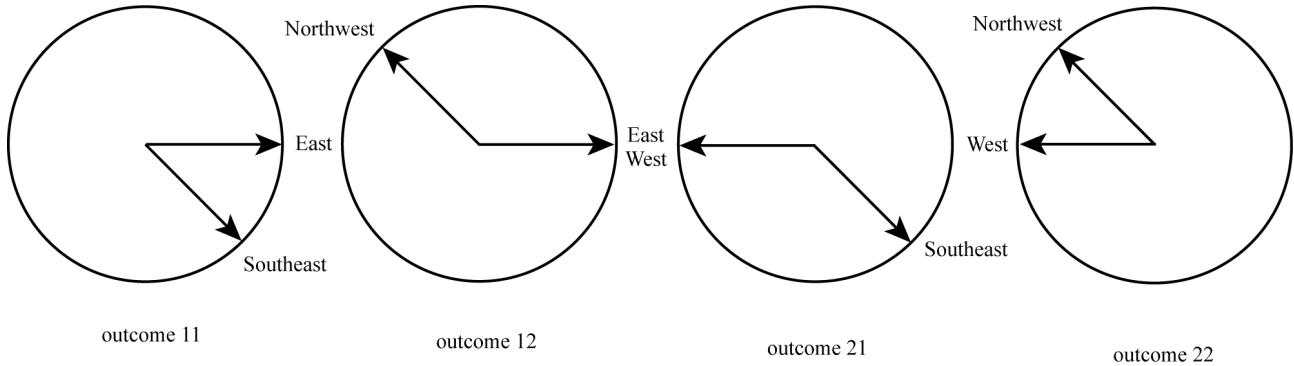 Northwest
East
Southeast
East
West
Southeast
Northwest
West
outcome 11
outcome 12
outcome 21
outcome 22